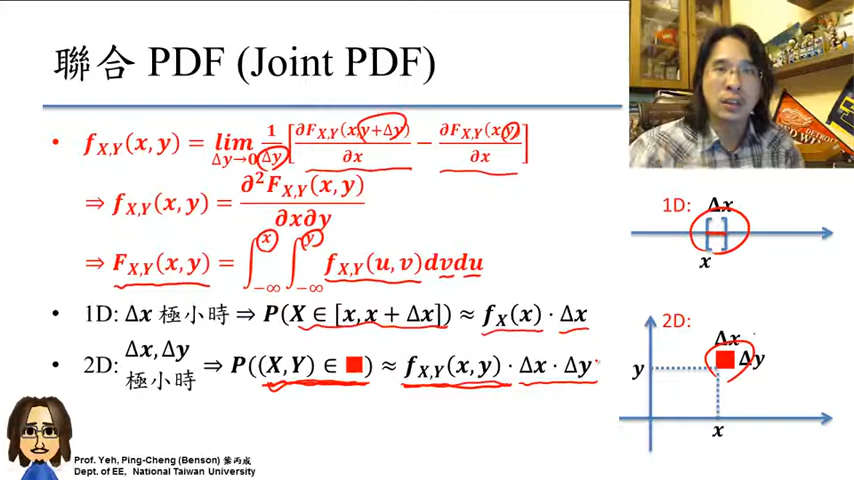 聯合 PDF (Joint PDF)
• f_{X,Y}(x, y) = lim_{Δy→0} 1/Δy [∂F_{X,Y}(x,y+Δy)/∂x − ∂F_{X,Y}(x,y)/∂x]
⇒ f_{X,Y}(x, y) = ∂²F_{X,Y}(x, y)/∂x∂y
⇒ F_{X,Y}(x, y) = ∫_{−∞}^{x} ∫_{−∞}^{y} f_{X,Y}(u, v)dvdu
• 1D: Δx 極小時 ⇒ P(X ∈ [x, x + Δx]) ≈ f_X(x) · Δx
• 2D: Δx, Δy 極小時 ⇒ P((X, Y) ∈ ■) ≈ f_{X,Y}(x, y) · Δx · Δy
1D:
Δx
x
2D:
Δx
Δy
y
x
DETROIT
Prof. Yeh, Ping-Cheng (Benson) 葉丙成
Dept. of EE, National Taiwan University